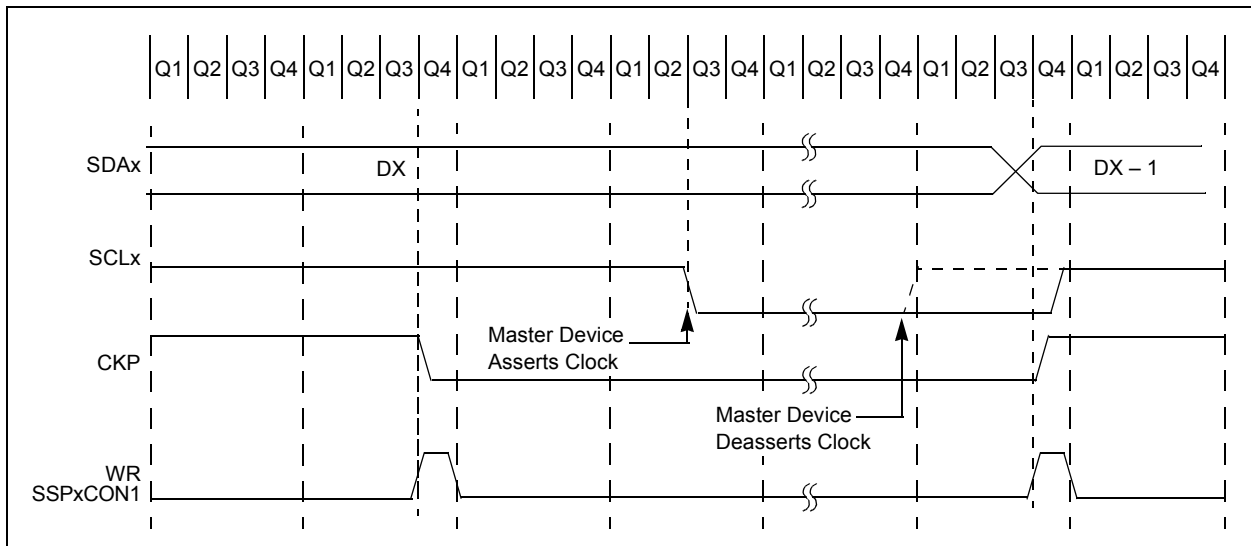 Q1 Q2 Q3 Q4 Q1 Q2 Q3 Q4 Q1 Q2 Q3 Q4 Q1 Q2 Q3 Q4 Q1 Q2 Q3 Q4 Q1 Q2 Q3 Q4 Q1 Q2 Q3 Q4
SDAx
DX
DX – 1
SCLx
Master Device
Asserts Clock
CKP
Master Device
Deasserts Clock
WR
SSPxCON1